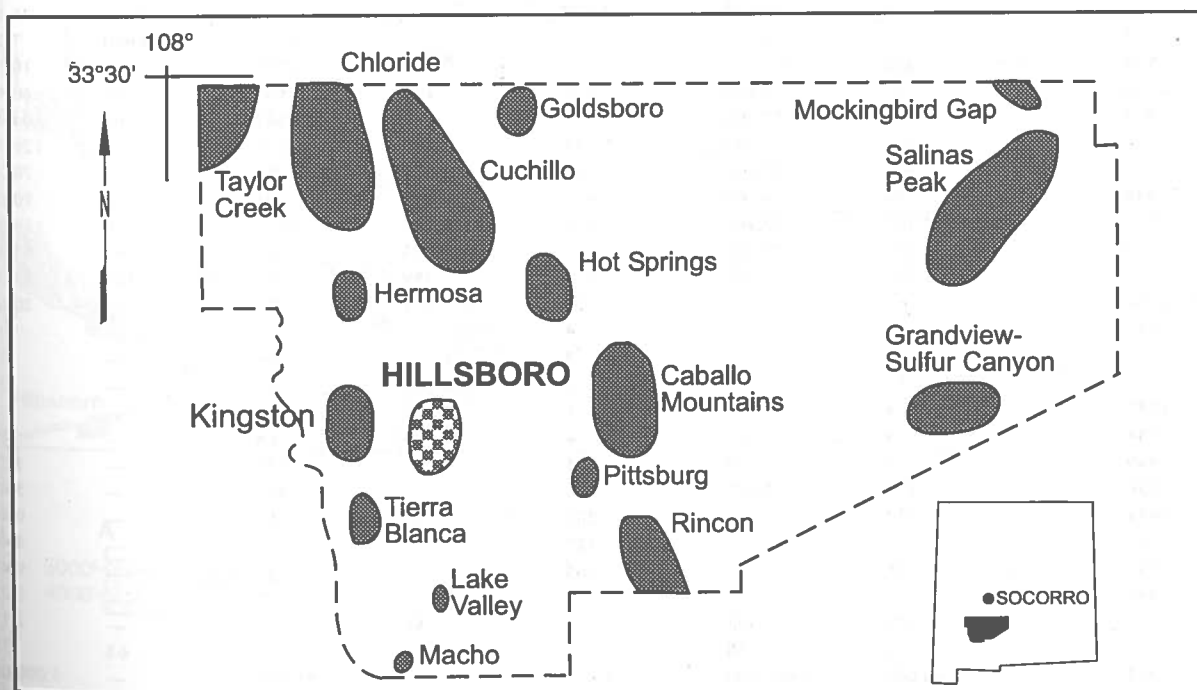 108°
33°30'
Chloride
Goldsboro
Mockingbird Gap
Cuchillo
Salinas
Peak
Taylor
Creek
N
Hot Springs
Hermosa
Grandview-
Sulfur Canyon
HILLSBORO
Caballo
Mountains
Kingston
Pittsburg
Tierra
Blanca
Rincon
Lake
Valley
SOCORRO
Macho